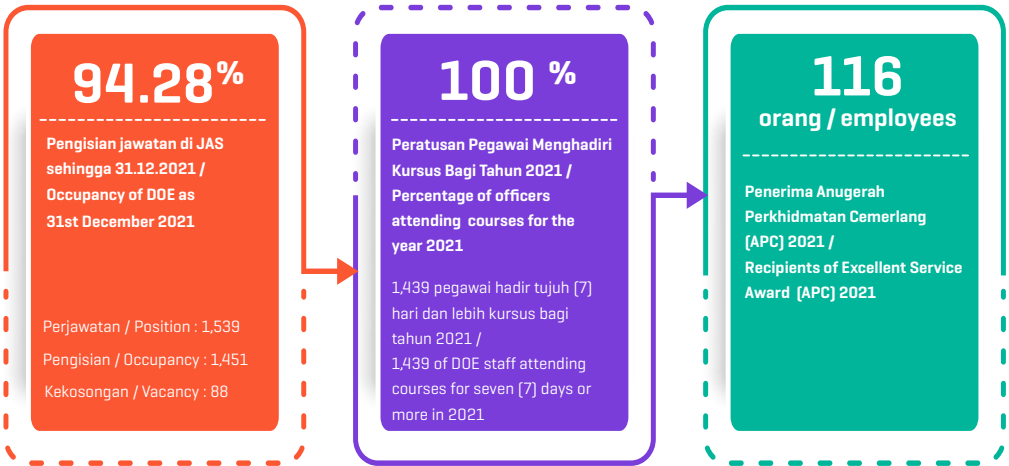 94.28%
Pengisian jawatan di JAS
sehingga 31.12.2021 /
Occupancy of DOE as
31st December 2021
Perjawatan / Position : 1,539
Pengisian / Occupancy : 1,451
Kekosongan / Vacancy : 88
100 %
Peratusan Pegawai Menghadiri
Kursus Bagi Tahun 2021 /
Percentage of officers
attending courses for the
year 2021
1,439 pegawai hadir tujuh (7)
hari dan lebih kursus bagi
tahun 2021 /
1,439 of DOE staff attending
courses for seven (7) days or
more in 2021
116
orang / employees
Penerima Anugerah
Perkhidmatan Cemerlang
(APC) 2021 /
Recipients of Excellent Service
Award (APC) 2021